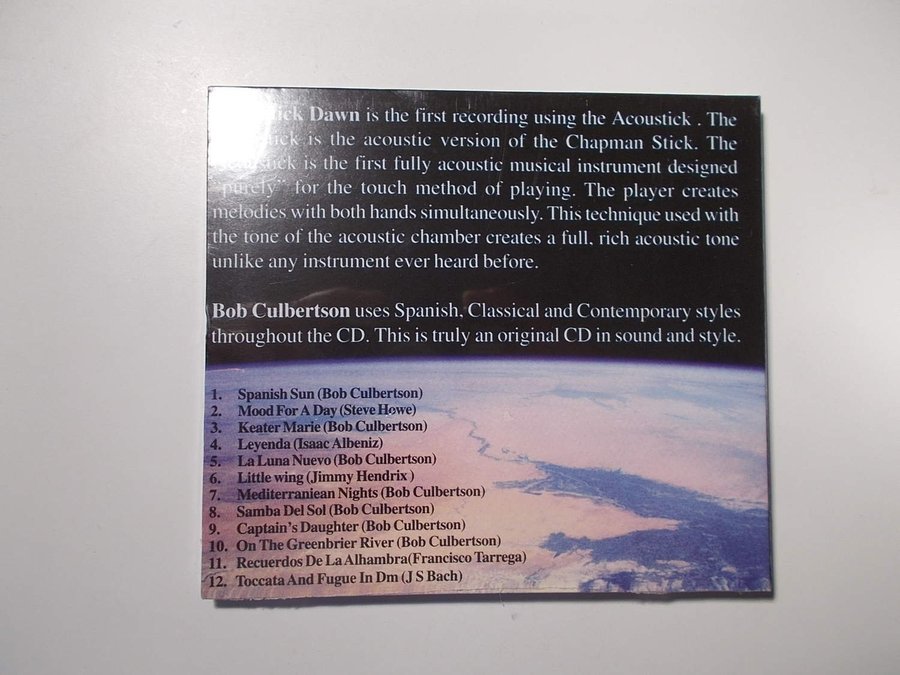 Dawn is the first recording using the Acoustick . The
is the acoustic version of the Chapman Stick. The
is the first fully acoustic musical instrument designed
"purely" for the touch method of playing. The player creates
melodies with both hands simultaneously. This technique used with
the tone of the acoustic chamber creates a full, rich acoustic tone
unlike any instrument ever heard before.
Bob Culbertson uses Spanish, Classical and Contemporary styles
throughout the CD. This is truly an original CD in sound and style.
1. Spanish Sun (Bob Culbertson)
2. Mood For A Day (Steve Howe)
3. Keater Marie (Bob Culbertson)
4. Leyenda (Isaac Albeniz)
5. La Luna Nuevo (Bob Culbertson)
6. Little wing (Jimmy Hendrix )
7. Mediterraniean Nights (Bob Culbertson)
8. Samba Del Sol (Bob Culbertson)
9. Captain's Daughter (Bob Culbertson)
10. On The Greenbrier River (Bob Culbertson)
11. Recuerdos De La Alhambra(Francisco Tarrega)
12. Toccata And Fugue In Dm (J S Bach)